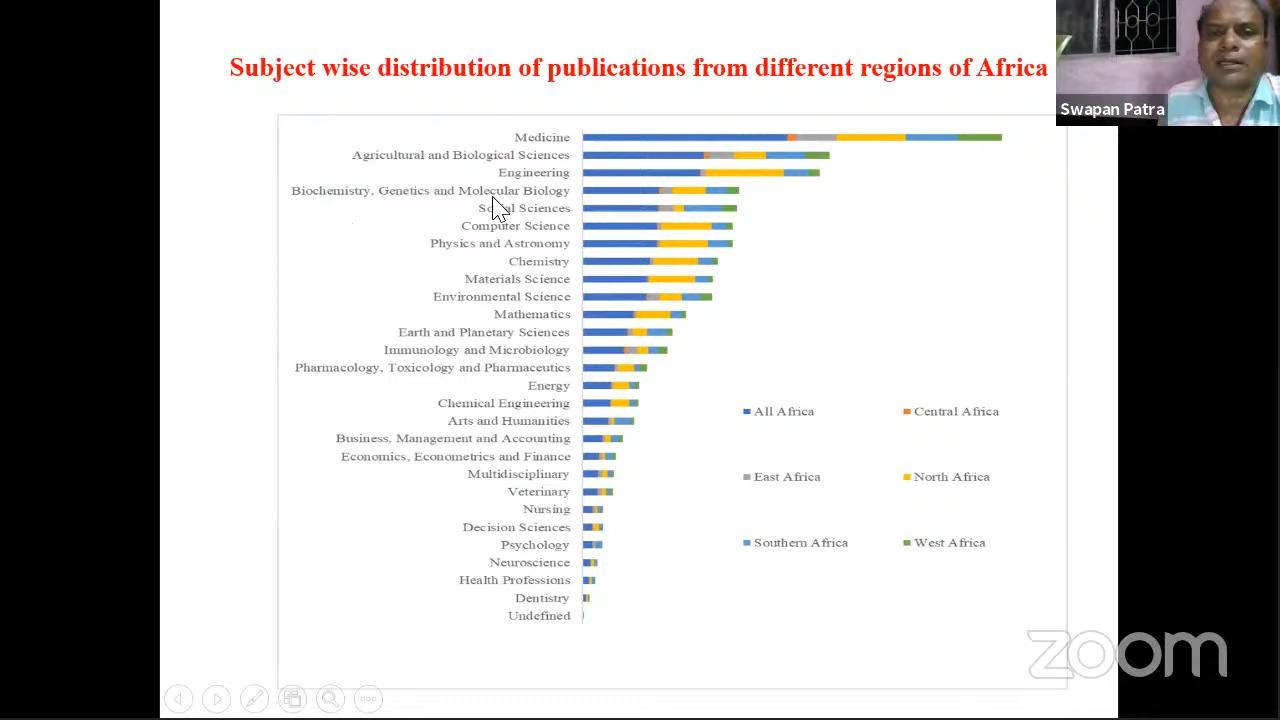 Subject wise distribution of publications from different regions of Africa
Swapan Patra
Medicine
Agricultural and Biological Sciences
Engineering
Biochemistry, Genetics and Molecular Biology
Social Sciences
Computer Science
Physics and Astronomy
Chemistry
Materials Science
Environmental Science
Mathematics
Earth and Planetary Sciences
Immunology and Microbiology
Pharmacology, Toxicology and Pharmaceutics
Energy
Chemical Engineering
Arts and Humanities
Business, Management and Accounting
Economics, Econometrics and Finance
Multidisciplinary
Veterinary
Nursing
Decision Sciences
Psychology
Neuroscience
Health Professions
Dentistry
Undefined
All Africa
Central Africa
East Africa
North Africa
Southern Africa
West Africa
zoom